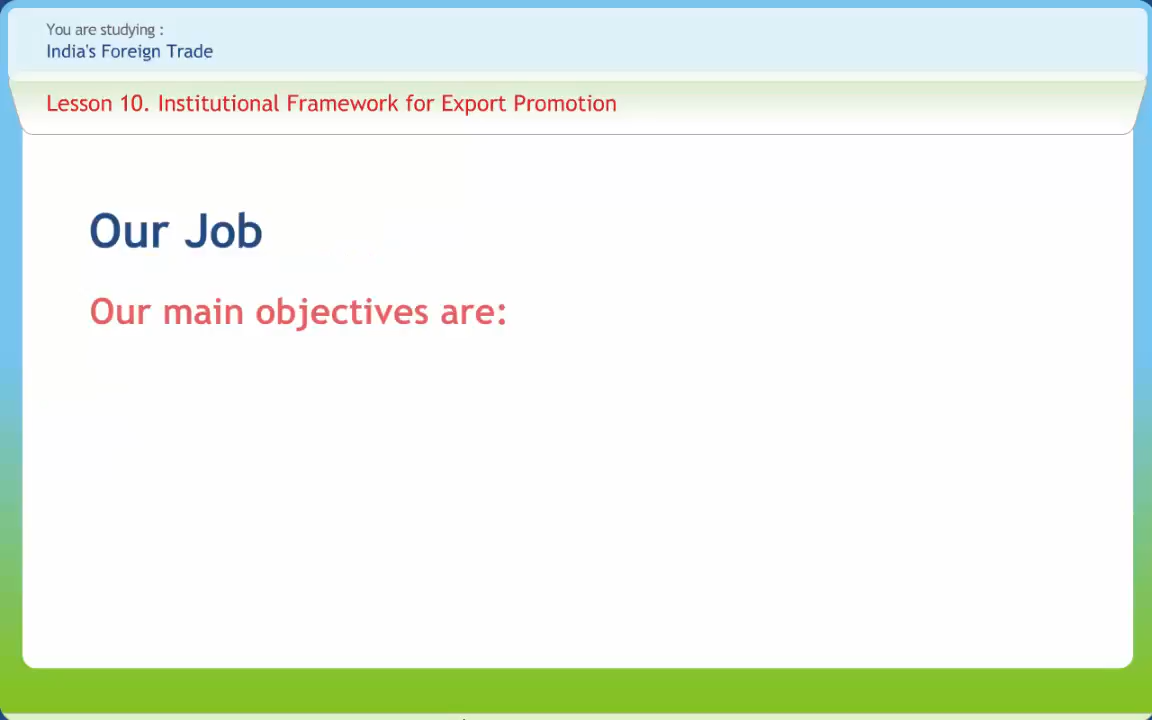 You are studying :
India's Foreign Trade
Lesson 10. Institutional Framework for Export Promotion
Our Job
Our main objectives are: